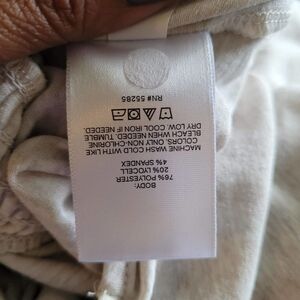 BODY:
76% POLYESTER
20% LYOCELL
4% SPANDEX
MACHINE WASH COLD WITH LIKE
COLORS. ONLY NON-CHLORINE
BLEACH WHEN NEEDED. TUMBLE
DRY LOW. COOL IRON IF NEEDED.
RN# 55285